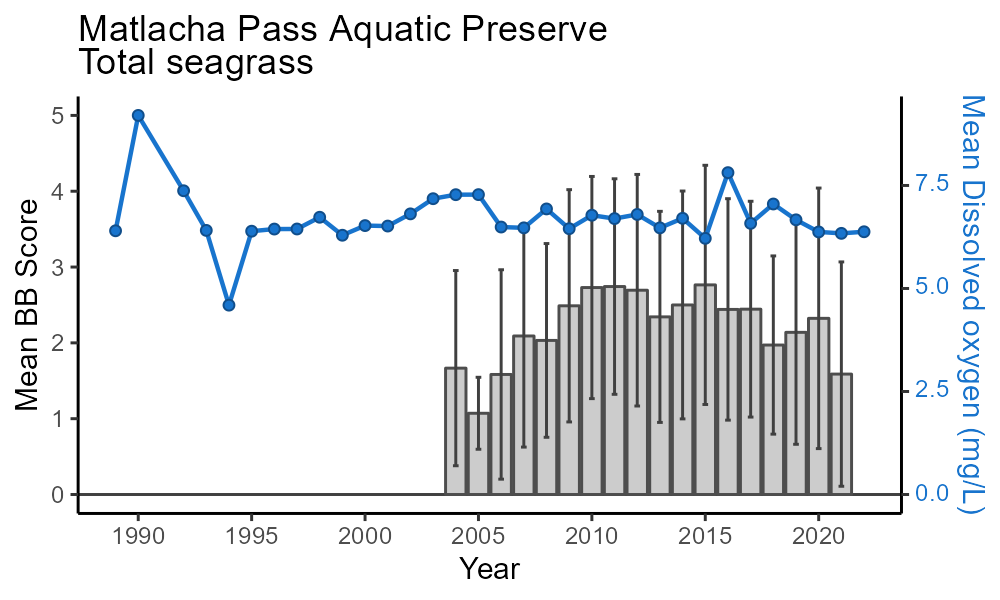 Matlacha Pass Aquatic Preserve
Total seagrass
Mean BB Score
5
4
3
2
1
0
7.5
5.0
2.5
0.0
Mean Dissolved oxygen (mg/L)
1990 1995 2000 2005 2010 2015 2020
Year